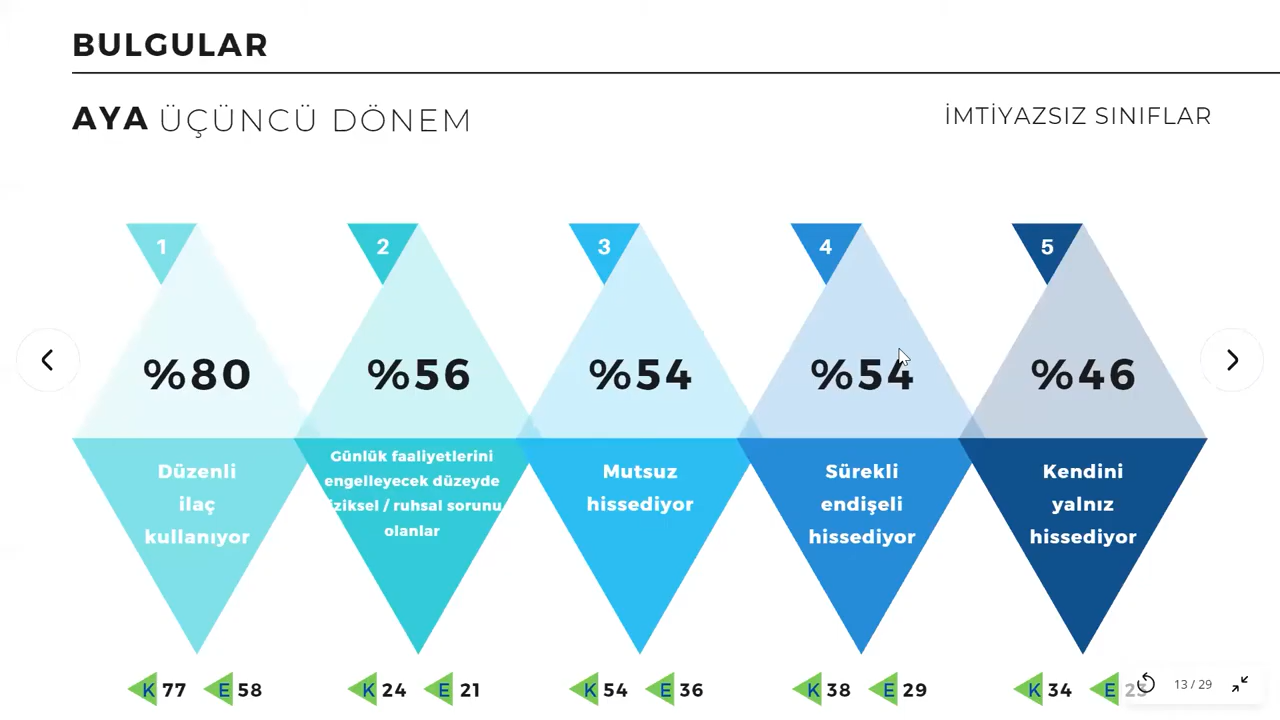 BULGULAR
AYA ÜÇÜNCÜ DÖNEM
İMTİYAZSIZ SINIFLAR
1
2
3
4
5
%80
%56
%54
%54
%46
Düzenli
ilaç
kullanıyor
Günlük faaliyetlerini
engelleyecek düzeyde
iziksel / ruhsal sorunu
olanlar
Mutsuz
hissediyor
Sürekli
endişeli
hissediyor
Kendini
yalnız
hissediyor
K 77 E 58
K 24 E 21
K 54 E 36
K 38 E 29
K 34 E
13 / 29